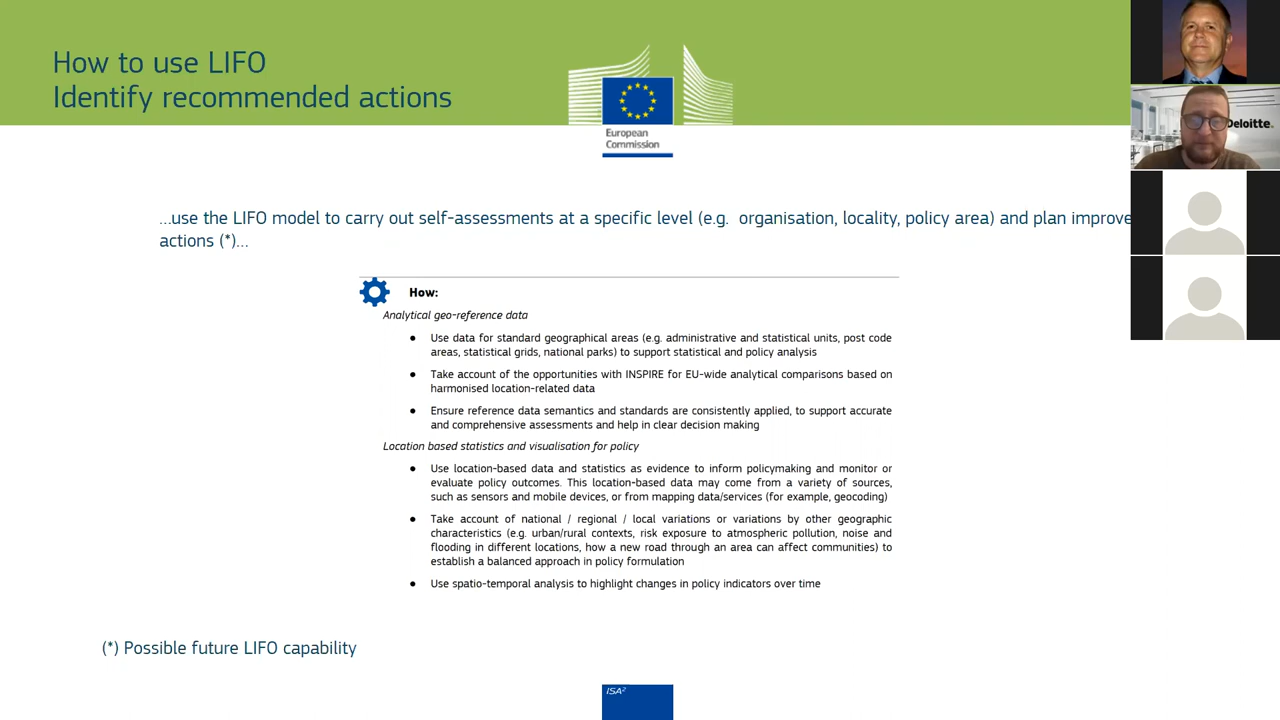 How to use LIFO
Identify recommended actions
European
Commission
Deloitte.
...use the LIFO model to carry out self-assessments at a specific level (e.g. organisation, locality, policy area) and plan improve
actions (*)...
How:
Analytical geo-reference data
● Use data for standard geographical areas (e.g. administrative and statistical units, post code
areas, statistical grids, national parks) to support statistical and policy analysis
● Take account of the opportunities with INSPIRE for EU-wide analytical comparisons based on
harmonised location-related data
● Ensure reference data semantics and standards are consistently applied, to support accurate
and comprehensive assessments and help in clear decision making
Location based statistics and visualisation for policy
● Use location-based data and statistics as evidence to inform policymaking and monitor or
evaluate policy outcomes. This location-based data may come from a variety of sources,
such as sensors and mobile devices, or from mapping data/services (for example, geocoding)
● Take account of national / regional / local variations or variations by other geographic
characteristics (e.g. urban/rural contexts, risk exposure to atmospheric pollution, noise and
flooding in different locations, how a new road through an area can affect communities) to
establish a balanced approach in policy formulation
● Use spatio-temporal analysis to highlight changes in policy indicators over time
(*) Possible future LIFO capability
ISA²